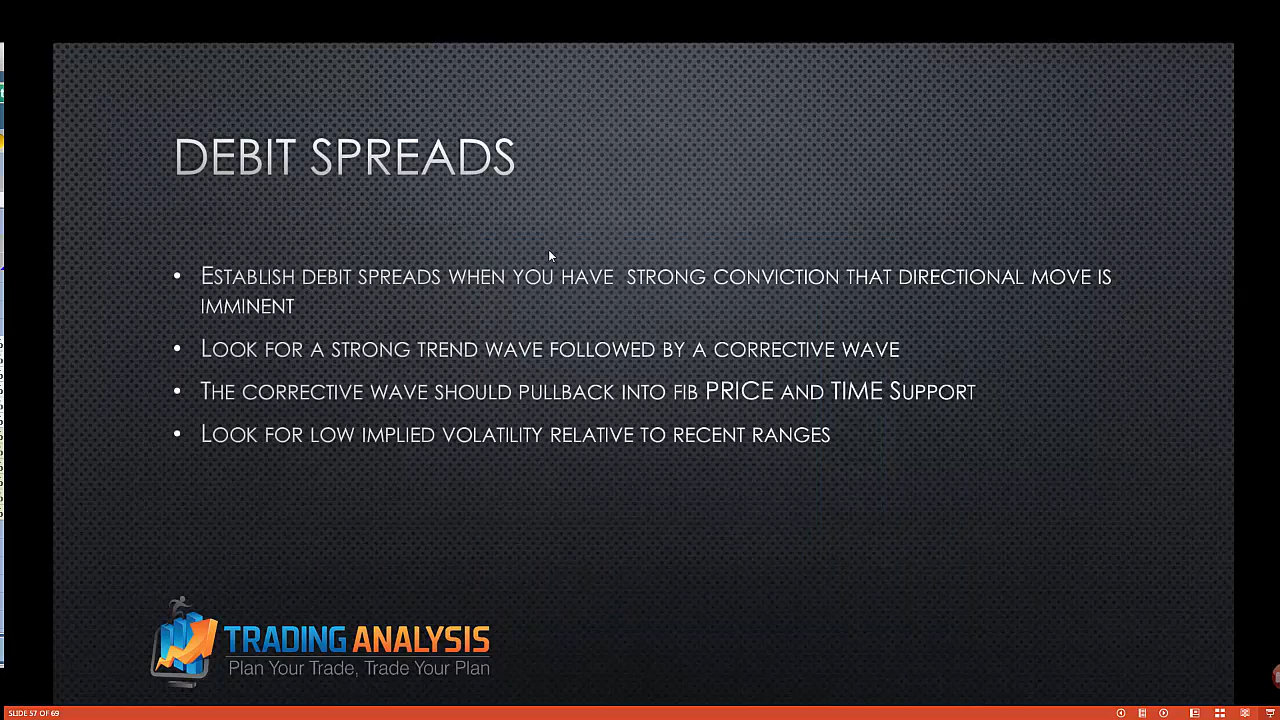 DEBIT SPREADS
• ESTABLISH DEBIT SPREADS WHEN YOU HAVE STRONG CONVICTION THAT DIRECTIONAL MOVE IS
IMMINENT
• LOOK FOR A STRONG TREND WAVE FOLLOWED BY A CORRECTIVE WAVE
• THE CORRECTIVE WAVE SHOULD PULLBACK INTO FIB PRICE AND TIME SUPPORT
• LOOK FOR LOW IMPLIED VOLATILITY RELATIVE TO RECENT RANGES
TRADING ANALYSIS
Plan Your Trade, Trade Your Plan
SLIDE 57 OF 69